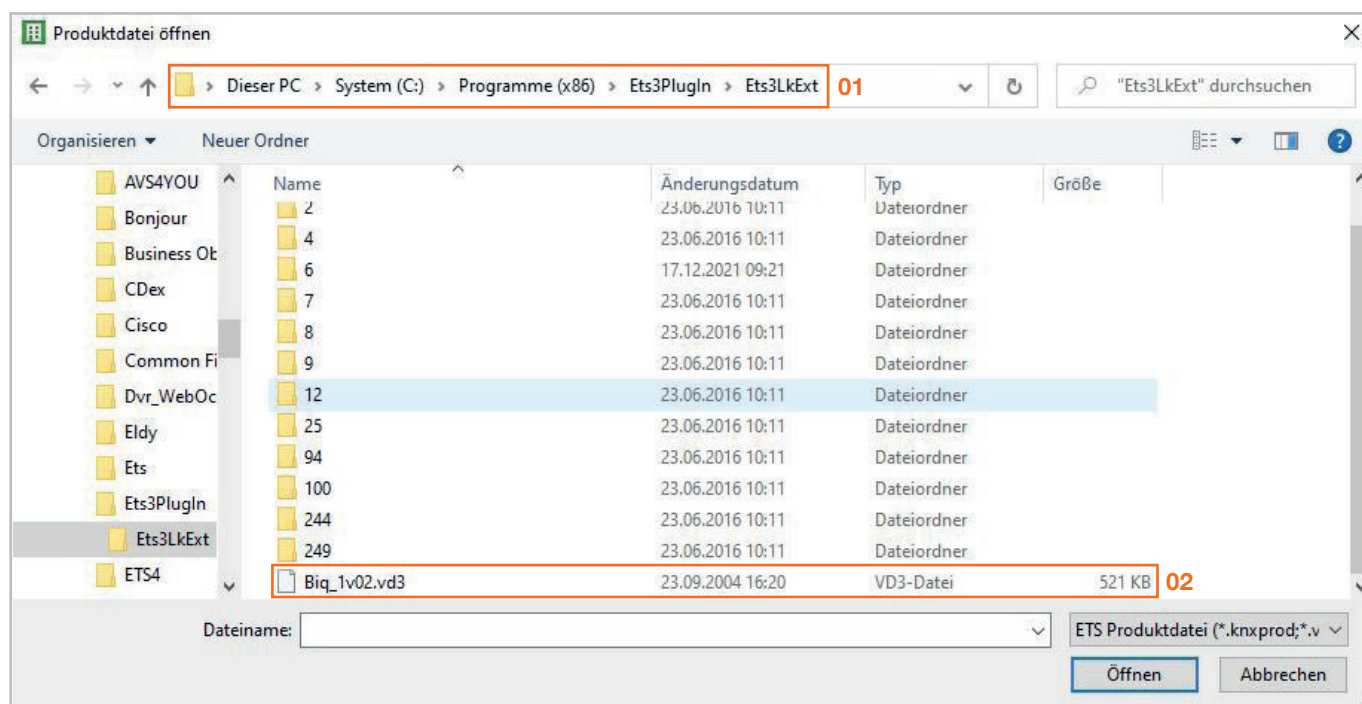 Produktdatei öffnen
Dieser PC > System (C:) > Programme (x86) > Ets3PlugIn > Ets3LkExt 01 "Ets3LkExt" durchsuchen
Organisieren Neuer Ordner
Name Änderungsdatum Typ Größe
AVS4YOU
Bonjour
Business Ob
CDex
Cisco
Common Fi
Dvr_WebOc
Eldy
Ets
Ets3PlugIn
Ets3LkExt
ETS4
2 23.06.2016 10:11 Dateiordner
4 23.06.2016 10:11 Dateiordner
6 17.12.2021 09:21 Dateiordner
7 23.06.2016 10:11 Dateiordner
8 23.06.2016 10:11 Dateiordner
9 23.06.2016 10:11 Dateiordner
12 23.06.2016 10:11 Dateiordner
25 23.06.2016 10:11 Dateiordner
94 23.06.2016 10:11 Dateiordner
100 23.06.2016 10:11 Dateiordner
244 23.06.2016 10:11 Dateiordner
249 23.06.2016 10:11 Dateiordner
Biq_1v02.vd3 23.09.2004 16:20 VD3-Datei 521 KB 02
Dateiname: ETS Produktdatei (*.knxprod;*.v
Öffnen Abbrechen